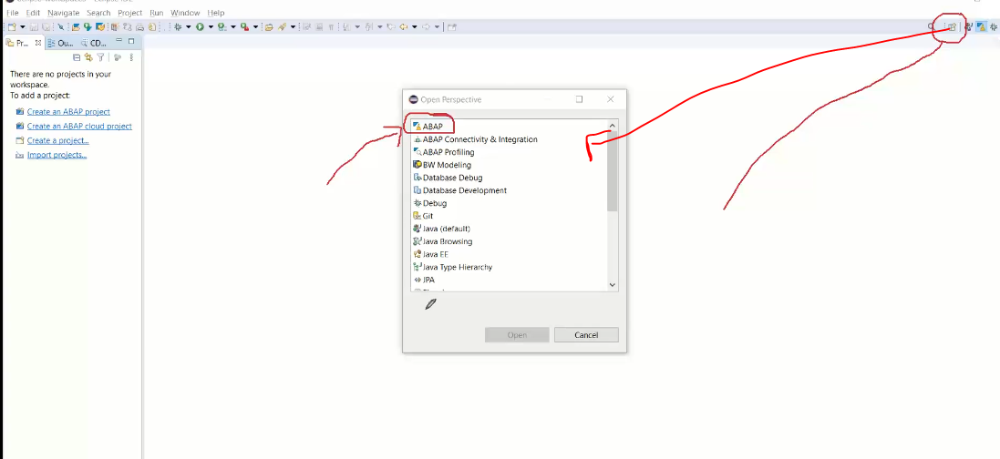 File Edit Navigate Search Project Run Window Help
Pr... Ou... CD...
There are no projects in your
workspace.
To add a project:
Create an ABAP project
Create an ABAP cloud project
Create a project...
Import projects...
Open Perspective
ABAP
ABAP Connectivity & Integration
ABAP Profiling
BW Modeling
Database Debug
Database Development
Debug
Git
Java (default)
Java Browsing
Java EE
Java Type Hierarchy
JPA
Open Cancel